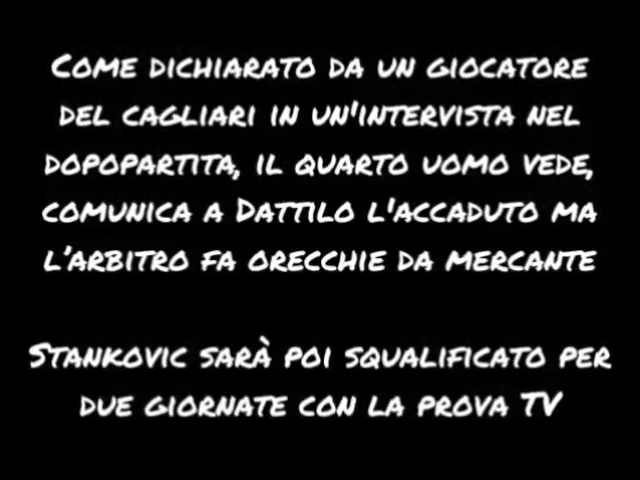 Come dichiarato da un giocatore
del cagliari in un'intervista nel
dopopartita, il quarto uomo vede,
comunica a Dattilo l'accaduto ma
l'arbitro fa orecchie da mercante
Stankovic sarà poi squalificato per
due giornate con la prova TV